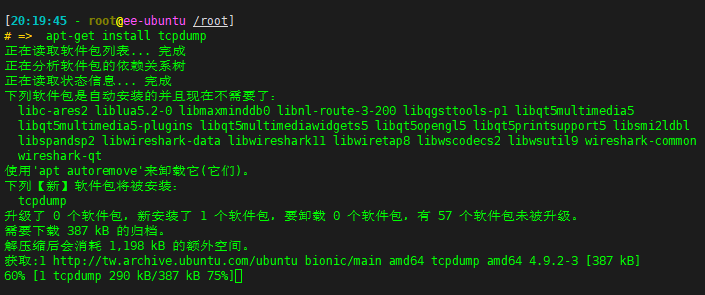 [20:19:45 - root@ee-ubuntu /root]
# =>  apt-get install tcpdump
正在读取软件包列表... 完成
正在分析软件包的依赖关系树
正在读取状态信息... 完成
下列软件包是自动安装的并且现在不需要了：
  libc-ares2 liblua5.2-0 libmaxminddb0 libnl-route-3-200 libqgsttools-p1 libqt5multimedia5
  libqt5multimedia5-plugins libqt5multimediawidgets5 libqt5opengl5 libqt5printsupport5 libsmi2ldbl
  libspandsp2 libwireshark-data libwireshark11 libwiretap8 libwscodecs2 libwsutil9 wireshark-common
  wireshark-qt
使用'apt autoremove'来卸载它(它们)。
下列【新】软件包将被安装：
  tcpdump
升级了 0 个软件包，新安装了 1 个软件包，要卸载 0 个软件包，有 57 个软件包未被升级。
需要下载 387 kB 的归档。
解压缩后会消耗 1,198 kB 的额外空间。
获取:1 http://tw.archive.ubuntu.com/ubuntu bionic/main amd64 tcpdump amd64 4.9.2-3 [387 kB]
60% [1 tcpdump 290 kB/387 kB 75%]